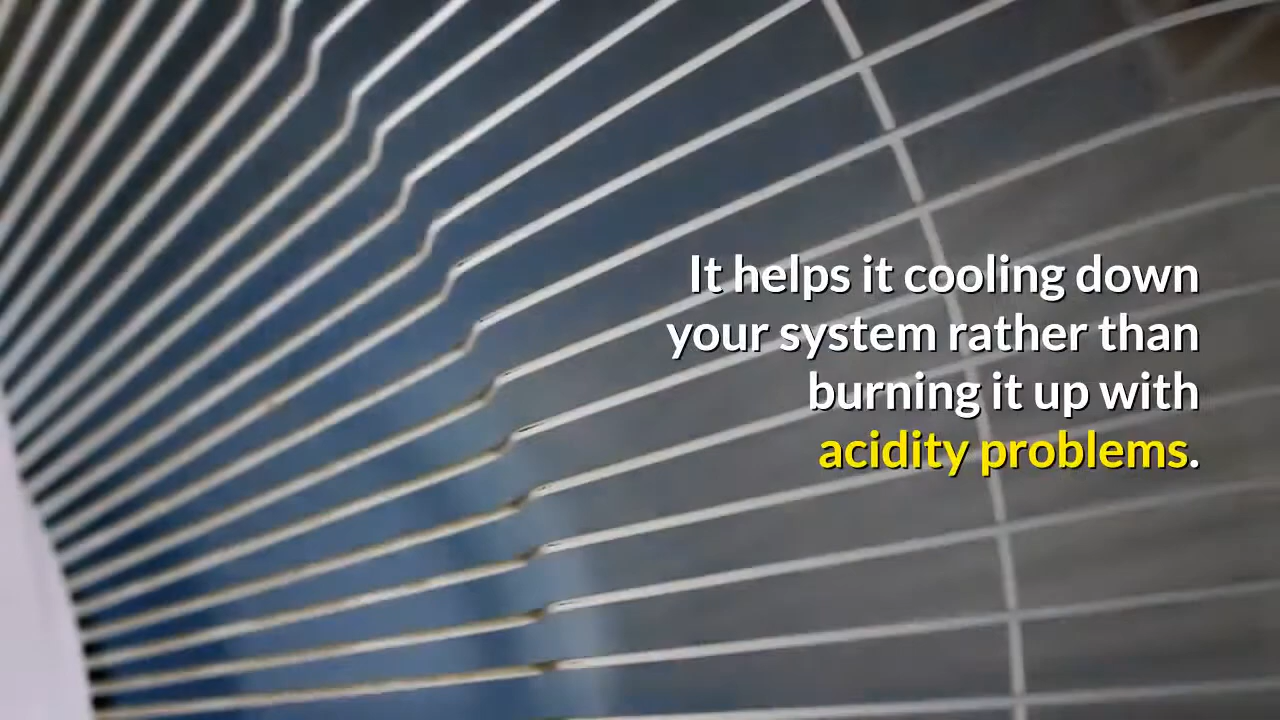 It helps it cooling down
your system rather than
burning it up with
acidity problems.